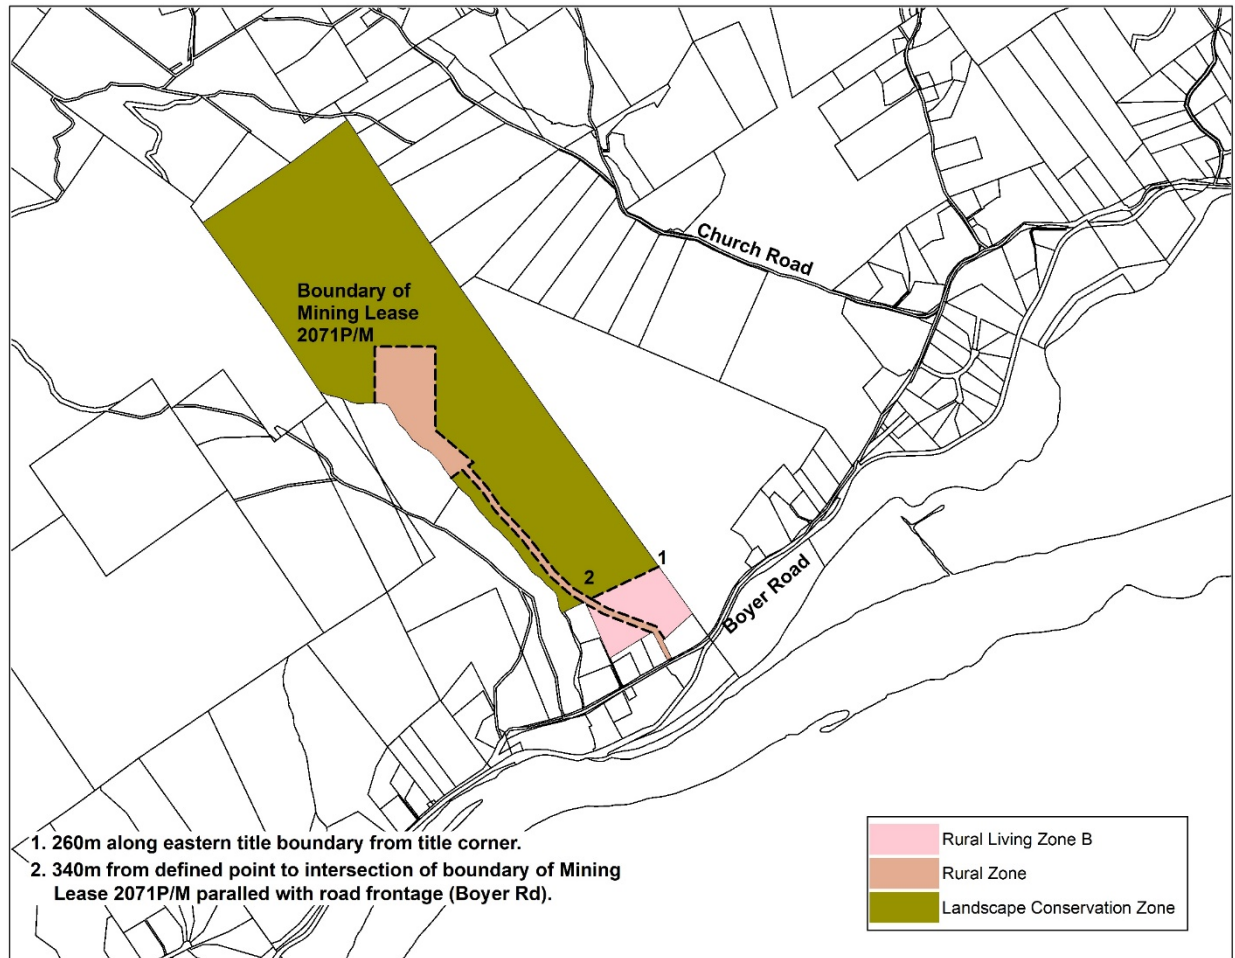 Church Road
Boundary of
Mining Lease
2071P/M
1
2
Boyer Road
1. 260m along eastern title boundary from title corner.
2. 340m from defined point to intersection of boundary of Mining
Lease 2071P/M paralled with road frontage (Boyer Rd).
Rural Living Zone B
Rural Zone
Landscape Conservation Zone